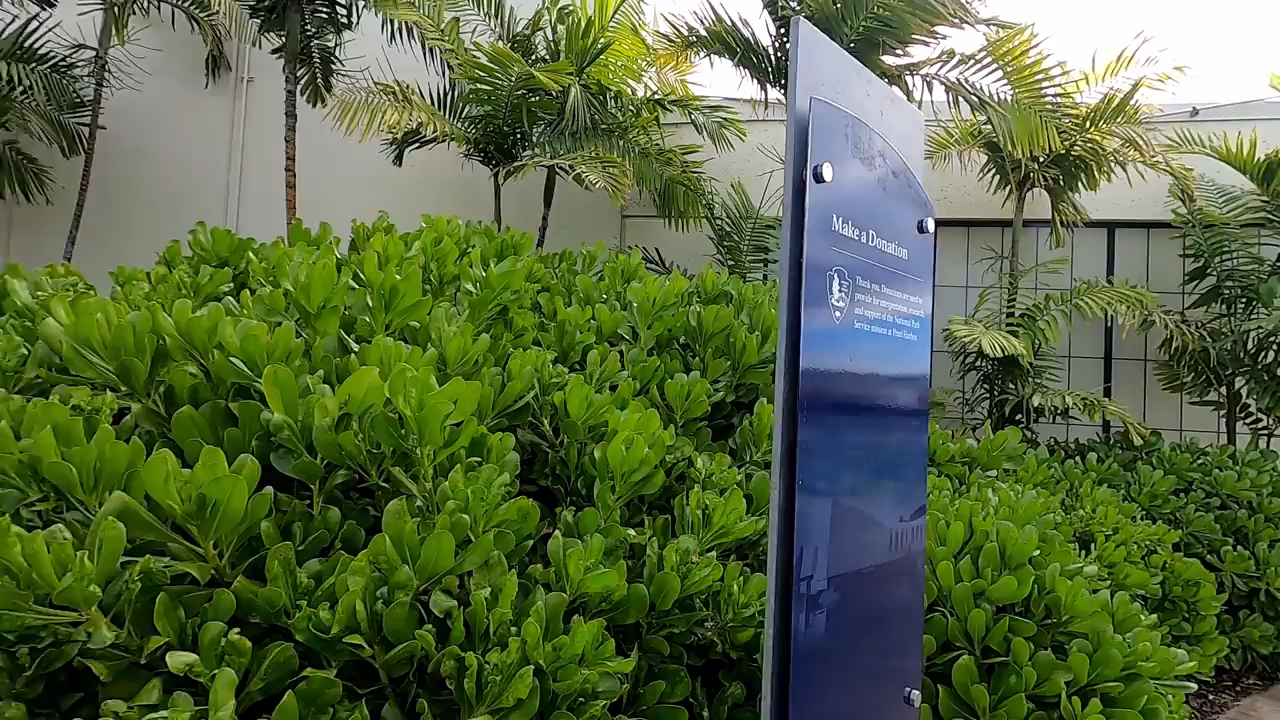 Make a Donation
Thank you. Donations are used to
provide for interpretation, research,
and support of the National Park
Service mission at Pearl Harbor.